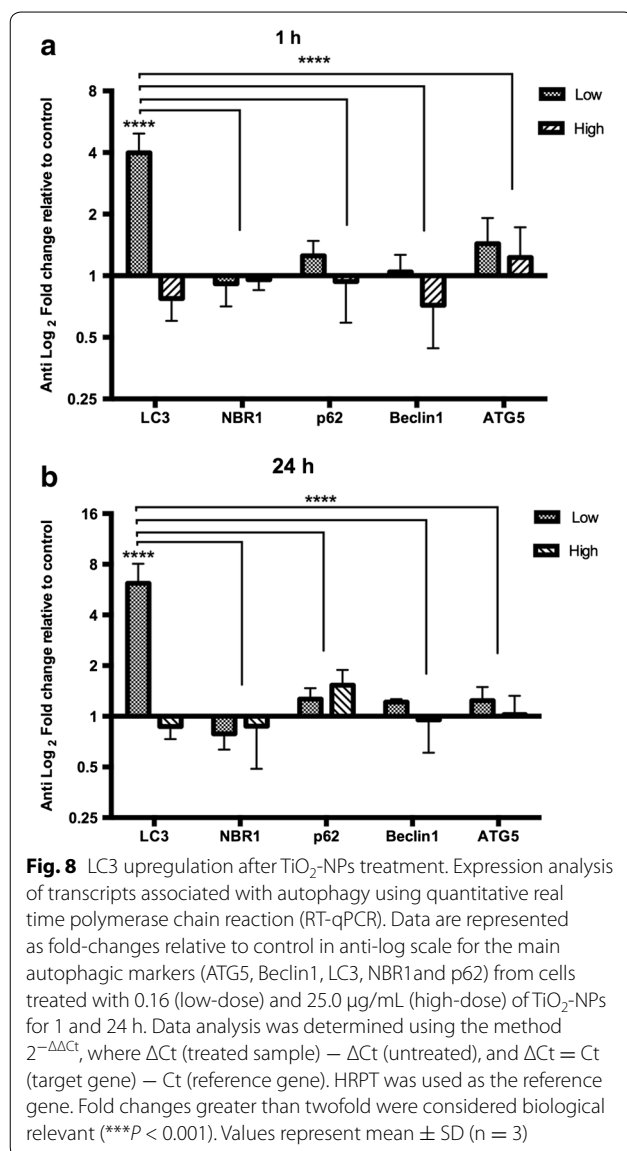 a
1 h
****
Low
High
****
Anti Log 2 Fold change relative to control
8
4
2
1
0.5
0.25
LC3 NBR1 p62 Beclin1 ATG5
b
24 h
****
Low
High
****
Anti Log 2 Fold change relative to control
16
8
4
2
1
0.5
0.25
LC3 NBR1 p62 Beclin1 ATG5
Fig. 8 LC3 upregulation after TiO₂-NPs treatment. Expression analysis
of transcripts associated with autophagy using quantitative real
time polymerase chain reaction (RT-qPCR). Data are represented
as fold-changes relative to control in anti-log scale for the main
autophagic markers (ATG5, Beclin1, LC3, NBR1and p62) from cells
treated with 0.16 (low-dose) and 25.0 µg/mL (high-dose) of TiO₂-NPs
for 1 and 24 h. Data analysis was determined using the method
2⁻ΔΔCt, where ΔCt (treated sample) − ΔCt (untreated), and ΔCt = Ct
(target gene) − Ct (reference gene). HRPT was used as the reference
gene. Fold changes greater than twofold were considered biological
relevant (***P < 0.001). Values represent mean ± SD (n = 3)